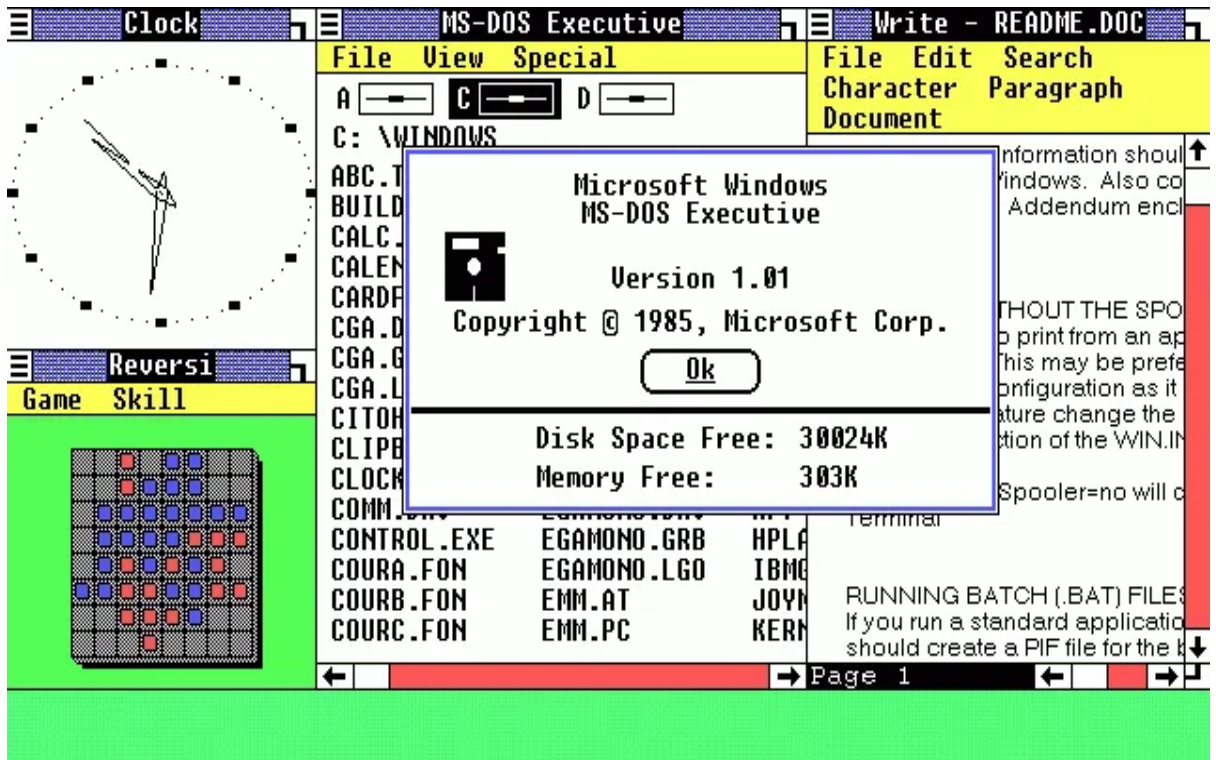 Clock
MS-DOS Executive
File View Special
A C D
C: \WINDOWS
ABC.T
BUILD
CALC.
CALEN
CARDF
CGA.D
CGA.G
CGA.L
CITOH
CLIPB
CLOCK
COMM.
CONTROL.EXE EGAMONO.GRB HPLA
COURA.FON EGAMONO.LGO IBMG
COURB.FON EMM.AT JOYM
COURC.FON EMM.PC KERN
Microsoft Windows
MS-DOS Executive
Version 1.01
Copyright © 1985, Microsoft Corp.
Ok
Disk Space Free: 30024K
Memory Free: 303K
Write - README.DOC
File Edit Search
Character Paragraph
Document
nformation shoul
indows. Also co
Addendum encl
THOUT THE SPO
print from an ap
his may be prefe
onfiguration as it
ature change the
tion of the WIN.IN
Spooler=no will c
Terminal
RUNNING BATCH (.BAT) FILES
If you run a standard applicatio
should create a PIF file for the b
Page 1
Reversi
Game Skill